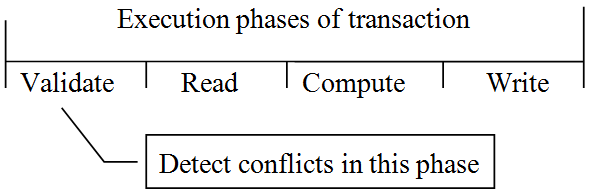 Execution phases of transaction
Validate Read Compute Write
Detect conflicts in this phase